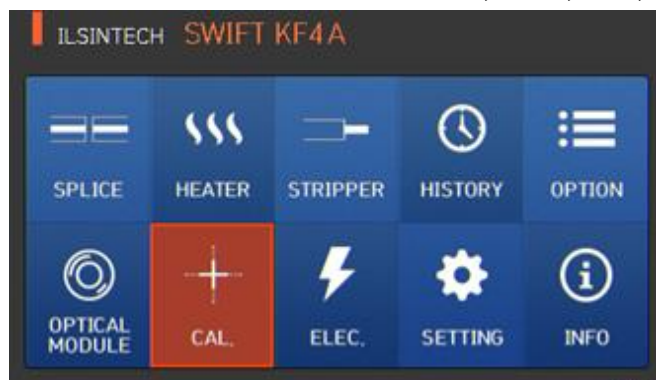 ILSINTECH SWIFT KF4A
SPLICE HEATER STRIPPER HISTORY OPTION
OPTICAL MODULE CAL. ELEC. SETTING INFO